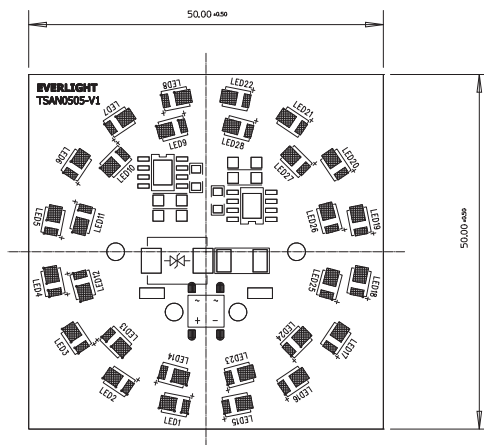 50.00 ±0.50
EVERLIGHT
TSAN0505-V1
LED8
LED22
LED7
LED21
LED9
LED28
LED6
LED10
LED27
LED20
LED5
LED11
LED26
LED19
50.00 ±0.50
LED4
LED12
LED25
LED18
~ ~
+ -
LED3
LED13
LED24
LED17
LED14
LED23
LED2
LED16
LED1
LED15